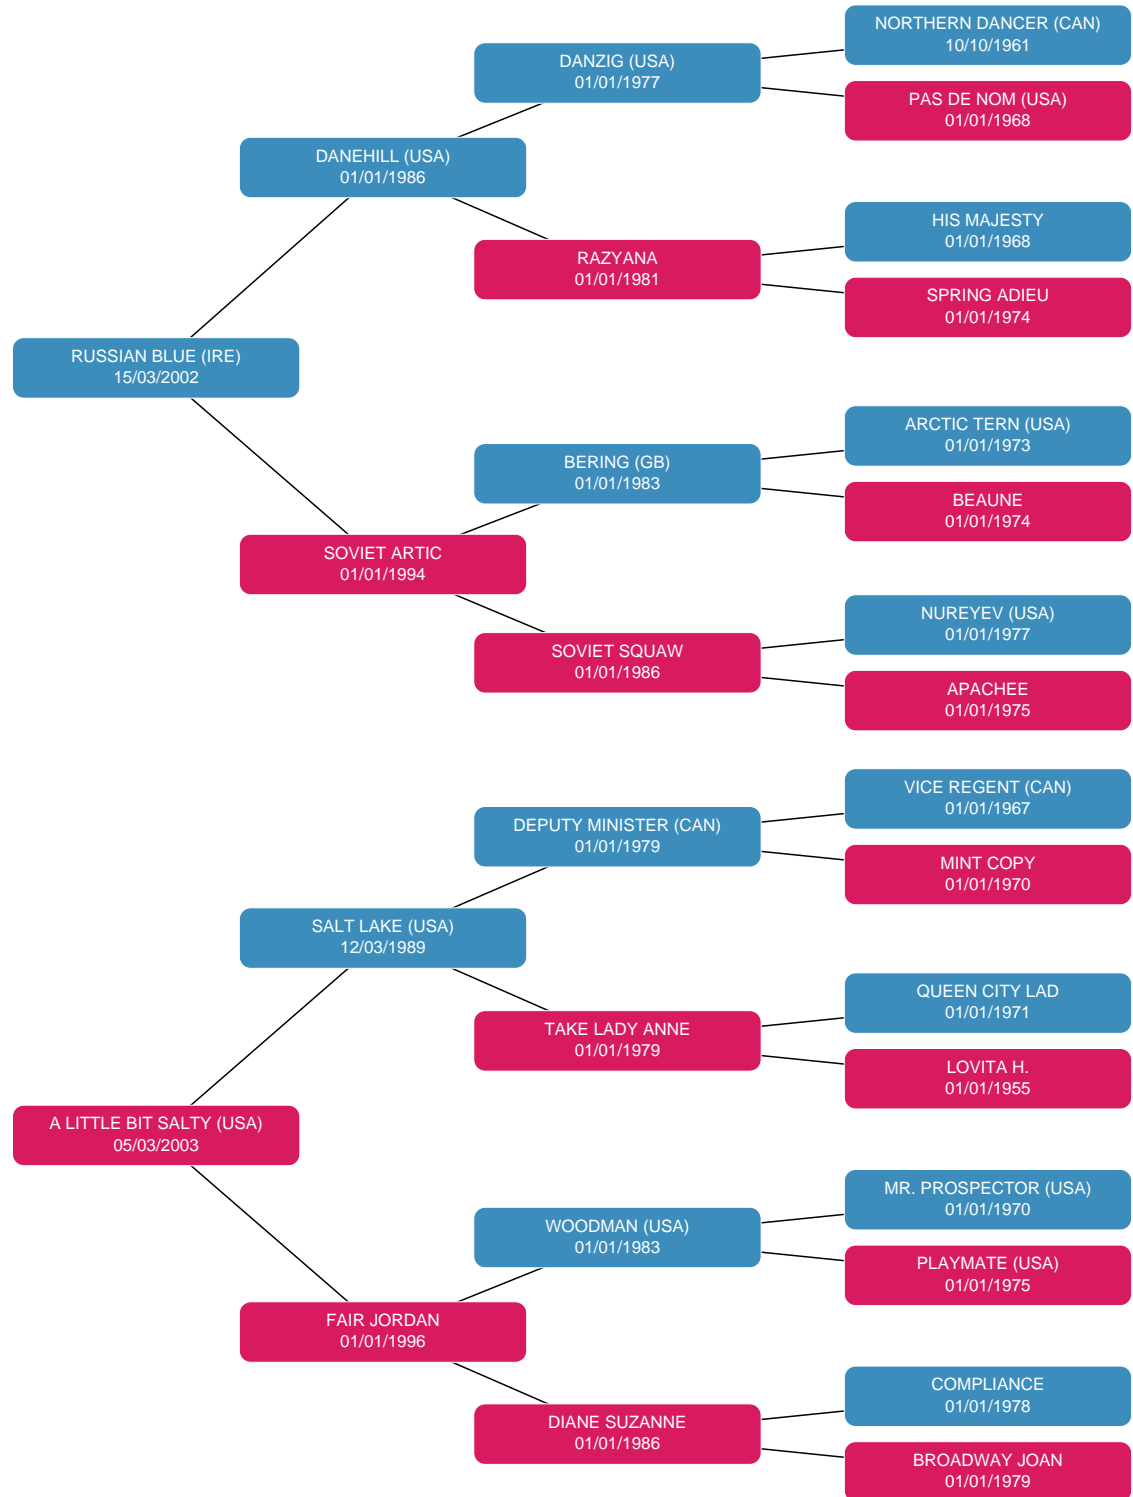 NORTHERN DANCER (CAN)
10/10/1961
DANZIG (USA)
01/01/1977
PAS DE NOM (USA)
01/01/1968
DANEHILL (USA)
01/01/1986
HIS MAJESTY
01/01/1968
RAZYANA
01/01/1981
SPRING ADIEU
01/01/1974
RUSSIAN BLUE (IRE)
15/03/2002
ARCTIC TERN (USA)
01/01/1973
BERING (GB)
01/01/1983
BEAUNE
01/01/1974
SOVIET ARTIC
01/01/1994
NUREYEV (USA)
01/01/1977
SOVIET SQUAW
01/01/1986
APACHEE
01/01/1975
VICE REGENT (CAN)
01/01/1967
DEPUTY MINISTER (CAN)
01/01/1979
MINT COPY
01/01/1970
SALT LAKE (USA)
12/03/1989
QUEEN CITY LAD
01/01/1971
TAKE LADY ANNE
01/01/1979
LOVITA H.
01/01/1955
A LITTLE BIT SALTY (USA)
05/03/2003
MR. PROSPECTOR (USA)
01/01/1970
WOODMAN (USA)
01/01/1983
PLAYMATE (USA)
01/01/1975
FAIR JORDAN
01/01/1996
COMPLIANCE
01/01/1978
DIANE SUZANNE
01/01/1986
BROADWAY JOAN
01/01/1979